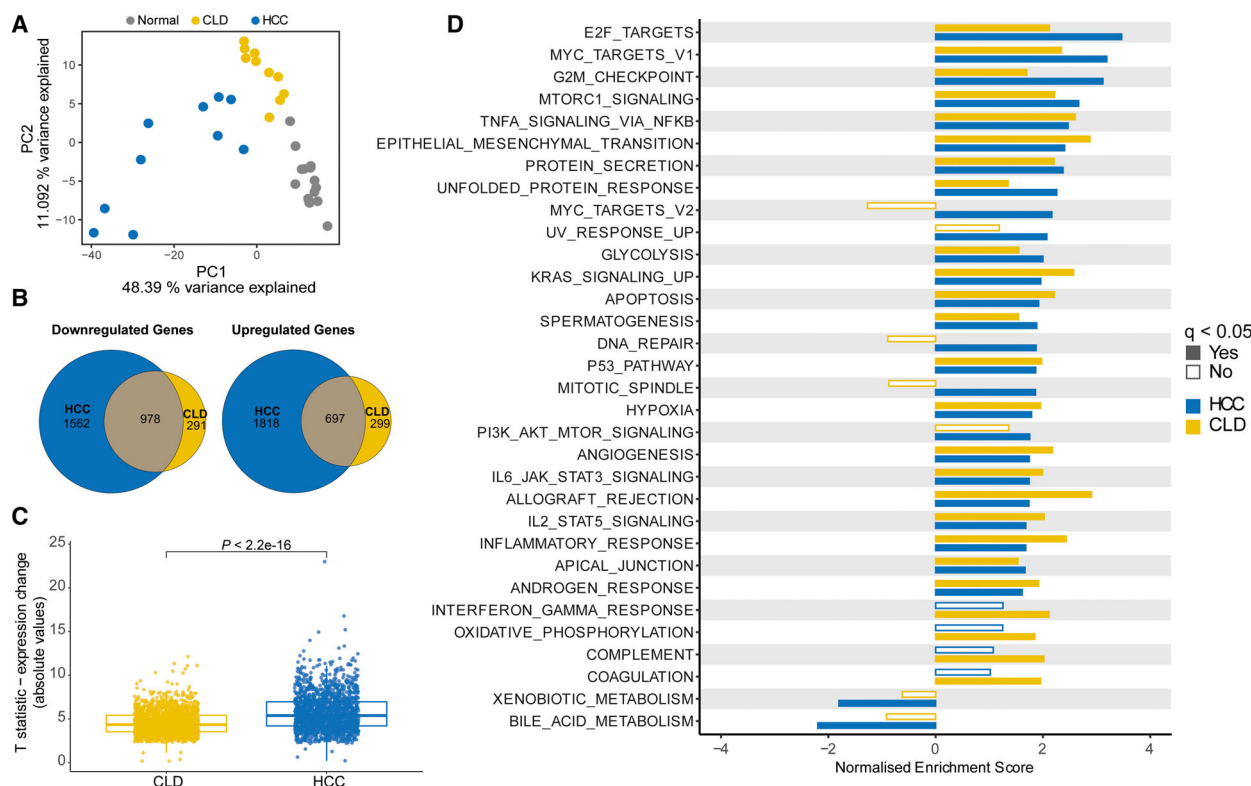 A
Normal CLD HCC
PC2
11.092 % variance explained
10
5
0
−5
−10
−40 −20 0
PC1
48.39 % variance explained
B
Downregulated Genes Upregulated Genes
HCC
1562
978
CLD
291
HCC
1818
697
CLD
299
C
T statistic − expression change
(absolute values)
25
20
15
10
5
0
P < 2.2e-16
CLD HCC
D
E2F_TARGETS
MYC_TARGETS_V1
G2M_CHECKPOINT
MTORC1_SIGNALING
TNFA_SIGNALING_VIA_NFKB
EPITHELIAL_MESENCHYMAL_TRANSITION
PROTEIN_SECRETION
UNFOLDED_PROTEIN_RESPONSE
MYC_TARGETS_V2
UV_RESPONSE_UP
GLYCOLYSIS
KRAS_SIGNALING_UP
APOPTOSIS
SPERMATOGENESIS
DNA_REPAIR
P53_PATHWAY
MITOTIC_SPINDLE
HYPOXIA
PI3K_AKT_MTOR_SIGNALING
ANGIOGENESIS
IL6_JAK_STAT3_SIGNALING
ALLOGRAFT_REJECTION
IL2_STAT5_SIGNALING
INFLAMMATORY_RESPONSE
APICAL_JUNCTION
ANDROGEN_RESPONSE
INTERFERON_GAMMA_RESPONSE
OXIDATIVE_PHOSPHORYLATION
COMPLEMENT
COAGULATION
XENOBIOTIC_METABOLISM
BILE_ACID_METABOLISM
−4 −2 0 2 4
Normalised Enrichment Score
q < 0.05
Yes
No
HCC
CLD